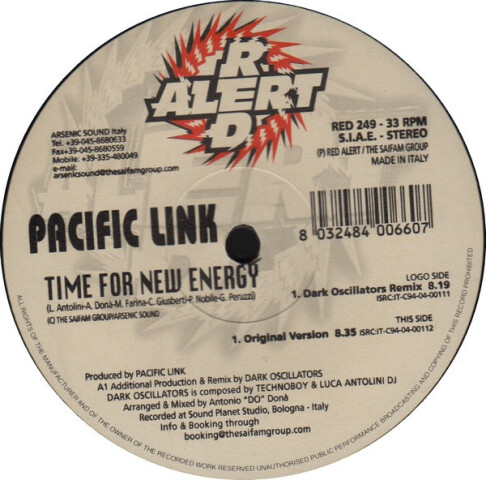 RED
ALERT
ARSENIC SOUND Italy
Tel. +39-045-8680633
Fax+39-045-8680559
Mobile: +39-335-480049
e-mail:
arsenicsound@thesaifamgroup.com
RED 249 - 33 RPM
S.I.A.E. - STEREO
(P) RED ALERT / THE SAIFAM GROUP
MADE IN ITALY
8 032484 006607
PACIFIC LINK
TIME FOR NEW ENERGY
(L. Antolini-A. Donà-M. Farina-C. Giusberti-P. Nobile-G. Peruzzi)
(C) THE SAIFAM GROUP/ARSENIC SOUND
LOGO SIDE
1. Dark Oscillators Remix 8.19
ISRC:IT-C94-04-00111
THIS SIDE
1. Original Version 8.35 ISRC:IT-C94-04-00112
Produced by PACIFIC LINK
A1 Additional Production & Remix by DARK OSCILLATORS
DARK OSCILLATORS is composed by TECHNOBOY & LUCA ANTOLINI DJ
Arranged & Mixed by Antonio "DO" Donà
Recorded at Sound Planet Studio, Bologna - Italy
Info & Booking through
booking@thesaifamgroup.com
ALL RIGHTS OF THE MANUFACTURER AND OF THE OWNER OF THE RECORDED WORK RESERVED UNAUTHORISED PUBLIC PERFORMANCE BROADCASTING AND COPYING OF THIS RECORD PROHIBITED